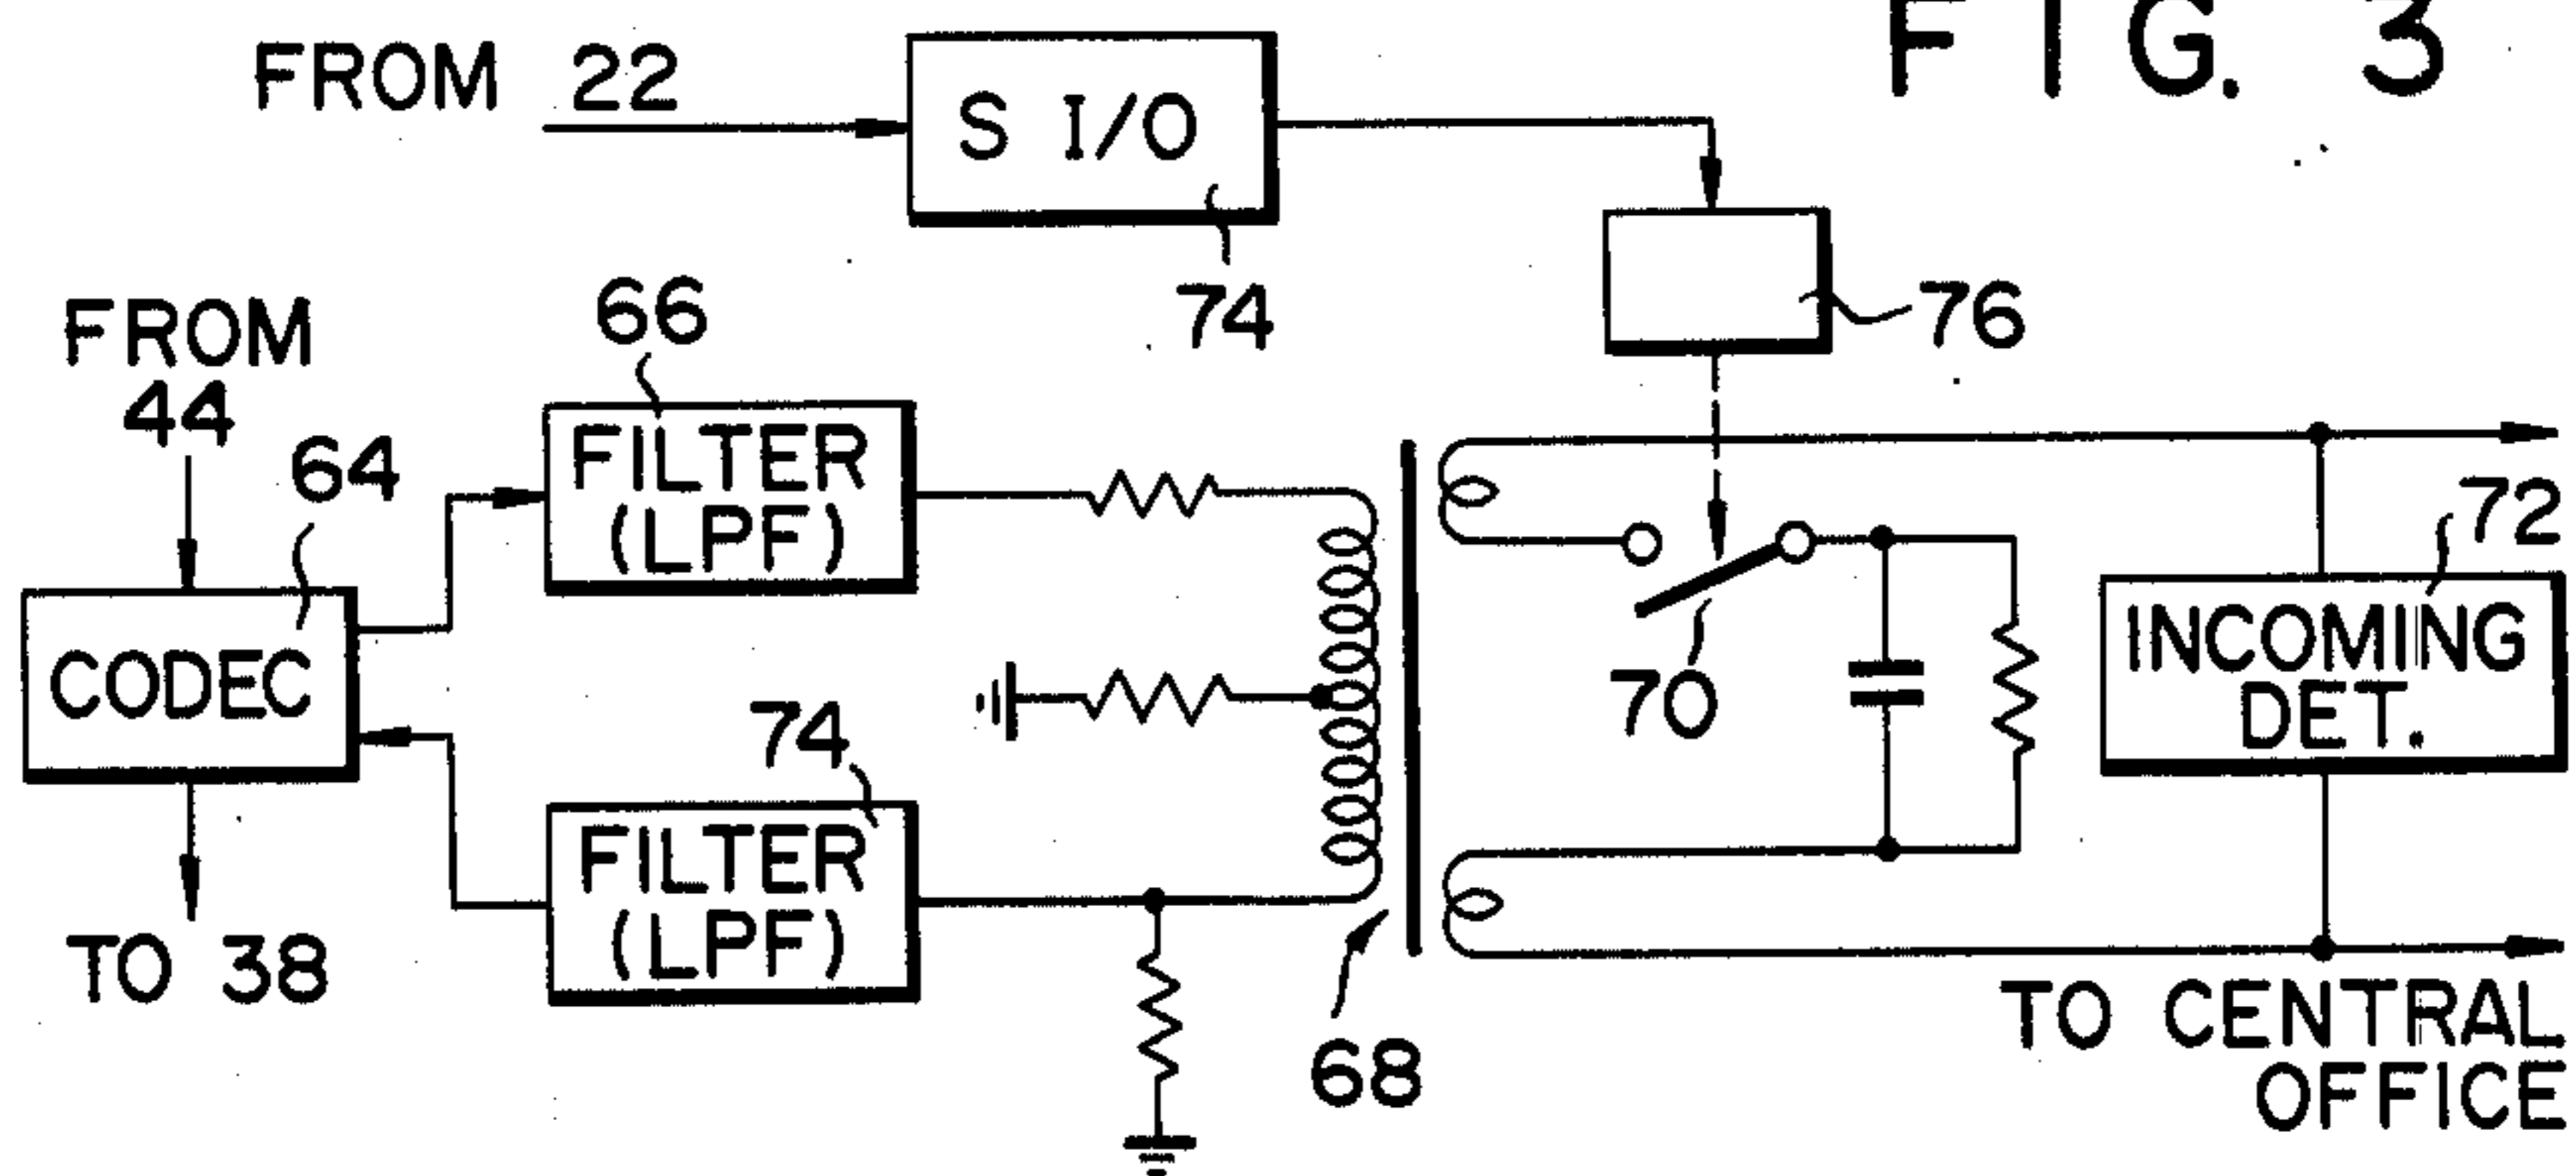 FIG. 3
FROM 22
S I/O
74
76
FROM
44
64
66
FILTER
(LPF)
CODEC
70
72
INCOMING
DET.
74
FILTER
(LPF)
TO 38
68
TO CENTRAL
OFFICE